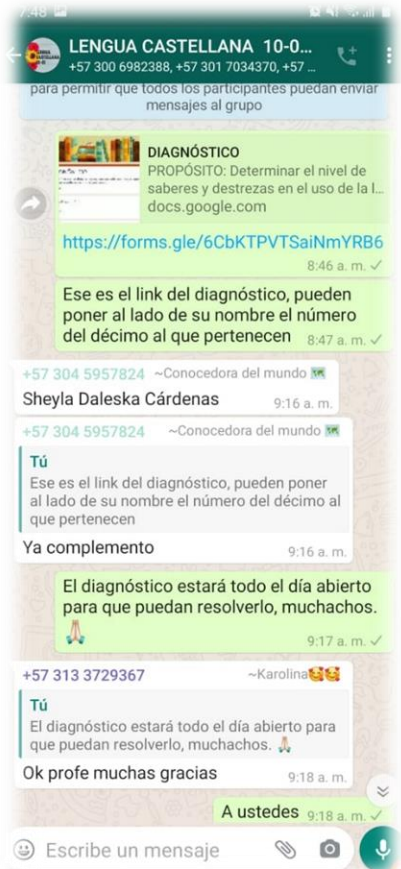 7:48
LENGUA CASTELLANA 10-0...
+57 300 6982388, +57 301 7034370, +57 ...
para permitir que todos los participantes puedan enviar
mensajes al grupo
DIAGNÓSTICO
PROPÓSITO: Determinar el nivel de
saberes y destrezas en el uso de la l...
docs.google.com
https://forms.gle/6CbKTPVTSaiNmYRB6
8:46 a. m.
Ese es el link del diagnóstico, pueden
poner al lado de su nombre el número
del décimo al que pertenecen 8:47 a. m.
+57 304 5957824 ~Conocedora del mundo
Sheyla Daleska Cárdenas 9:16 a. m.
+57 304 5957824 ~Conocedora del mundo
Tú
Ese es el link del diagnóstico, pueden poner
al lado de su nombre el número del décimo al
que pertenecen
Ya complemento 9:16 a. m.
El diagnóstico estará todo el día abierto
para que puedan resolverlo, muchachos.
🙏🏻
9:17 a. m.
+57 313 3729367 ~Karolina🥰🥰
Tú
El diagnóstico estará todo el día abierto para
que puedan resolverlo, muchachos. 🙏🏻
Ok profe muchas gracias 9:18 a. m.
A ustedes 9:18 a. m.
Escribe un mensaje